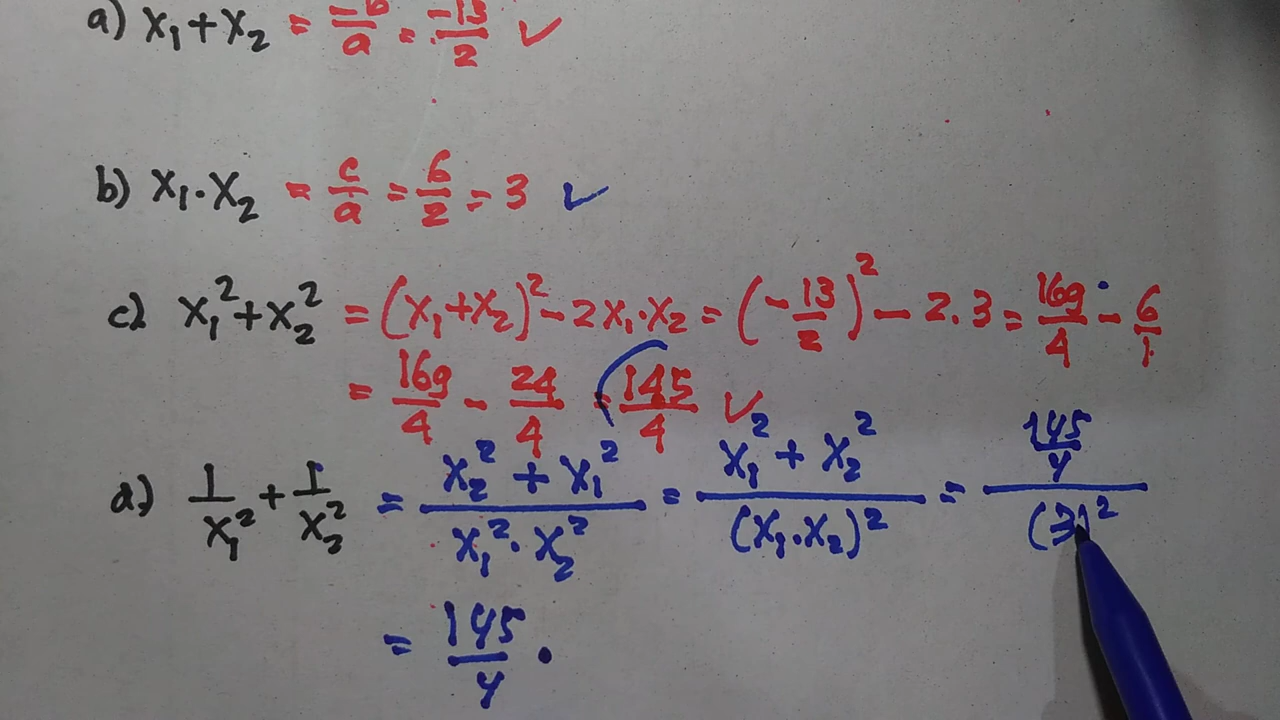 a) x₁+x₂ = -b/a = -13/2 ✓
b) x₁·x₂ = c/a = 6/2 = 3 ✓
c) x₁²+x₂² = (x₁+x₂)² - 2x₁·x₂ = (-13/2)² - 2.3 = 169/4 - 6/1
= 169/4 - 24/4 = 145/4 ✓
d) 1/x₁² + 1/x₂² = (x₂² + x₁²)/(x₁²·x₂²) = (x₁² + x₂²)/(x₁·x₂)² = (145/4)/(3)²
= 145/4 ·